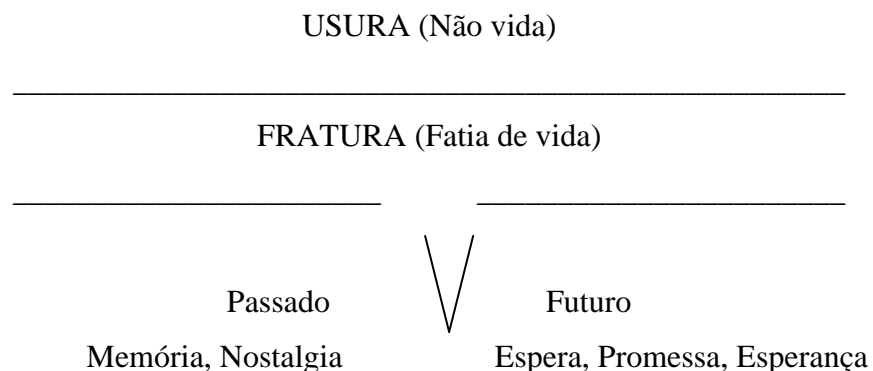 USURA (Não vida)
FRATURA (Fatia de vida)
Passado Futuro
Memória, Nostalgia Espera, Promessa, Esperança